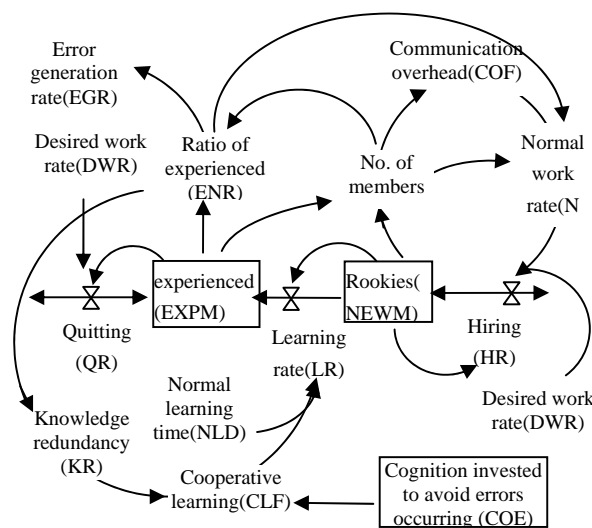 Error
generation
rate(EGR)
Communication
overhead(COF)
Desired work
rate(DWR)
Ratio of
experienced
(ENR)
No. of
members
Normal
work
rate(N
experienced
(EXPM)
Rookies(
NEWM)
Quitting
(QR)
Learning
rate(LR)
Hiring
(HR)
Normal
learning
time(NLD)
Desired work
rate(DWR)
Knowledge
redundancy
(KR)
Cooperative
learning(CLF)
Cognition invested
to avoid errors
occurring (COE)